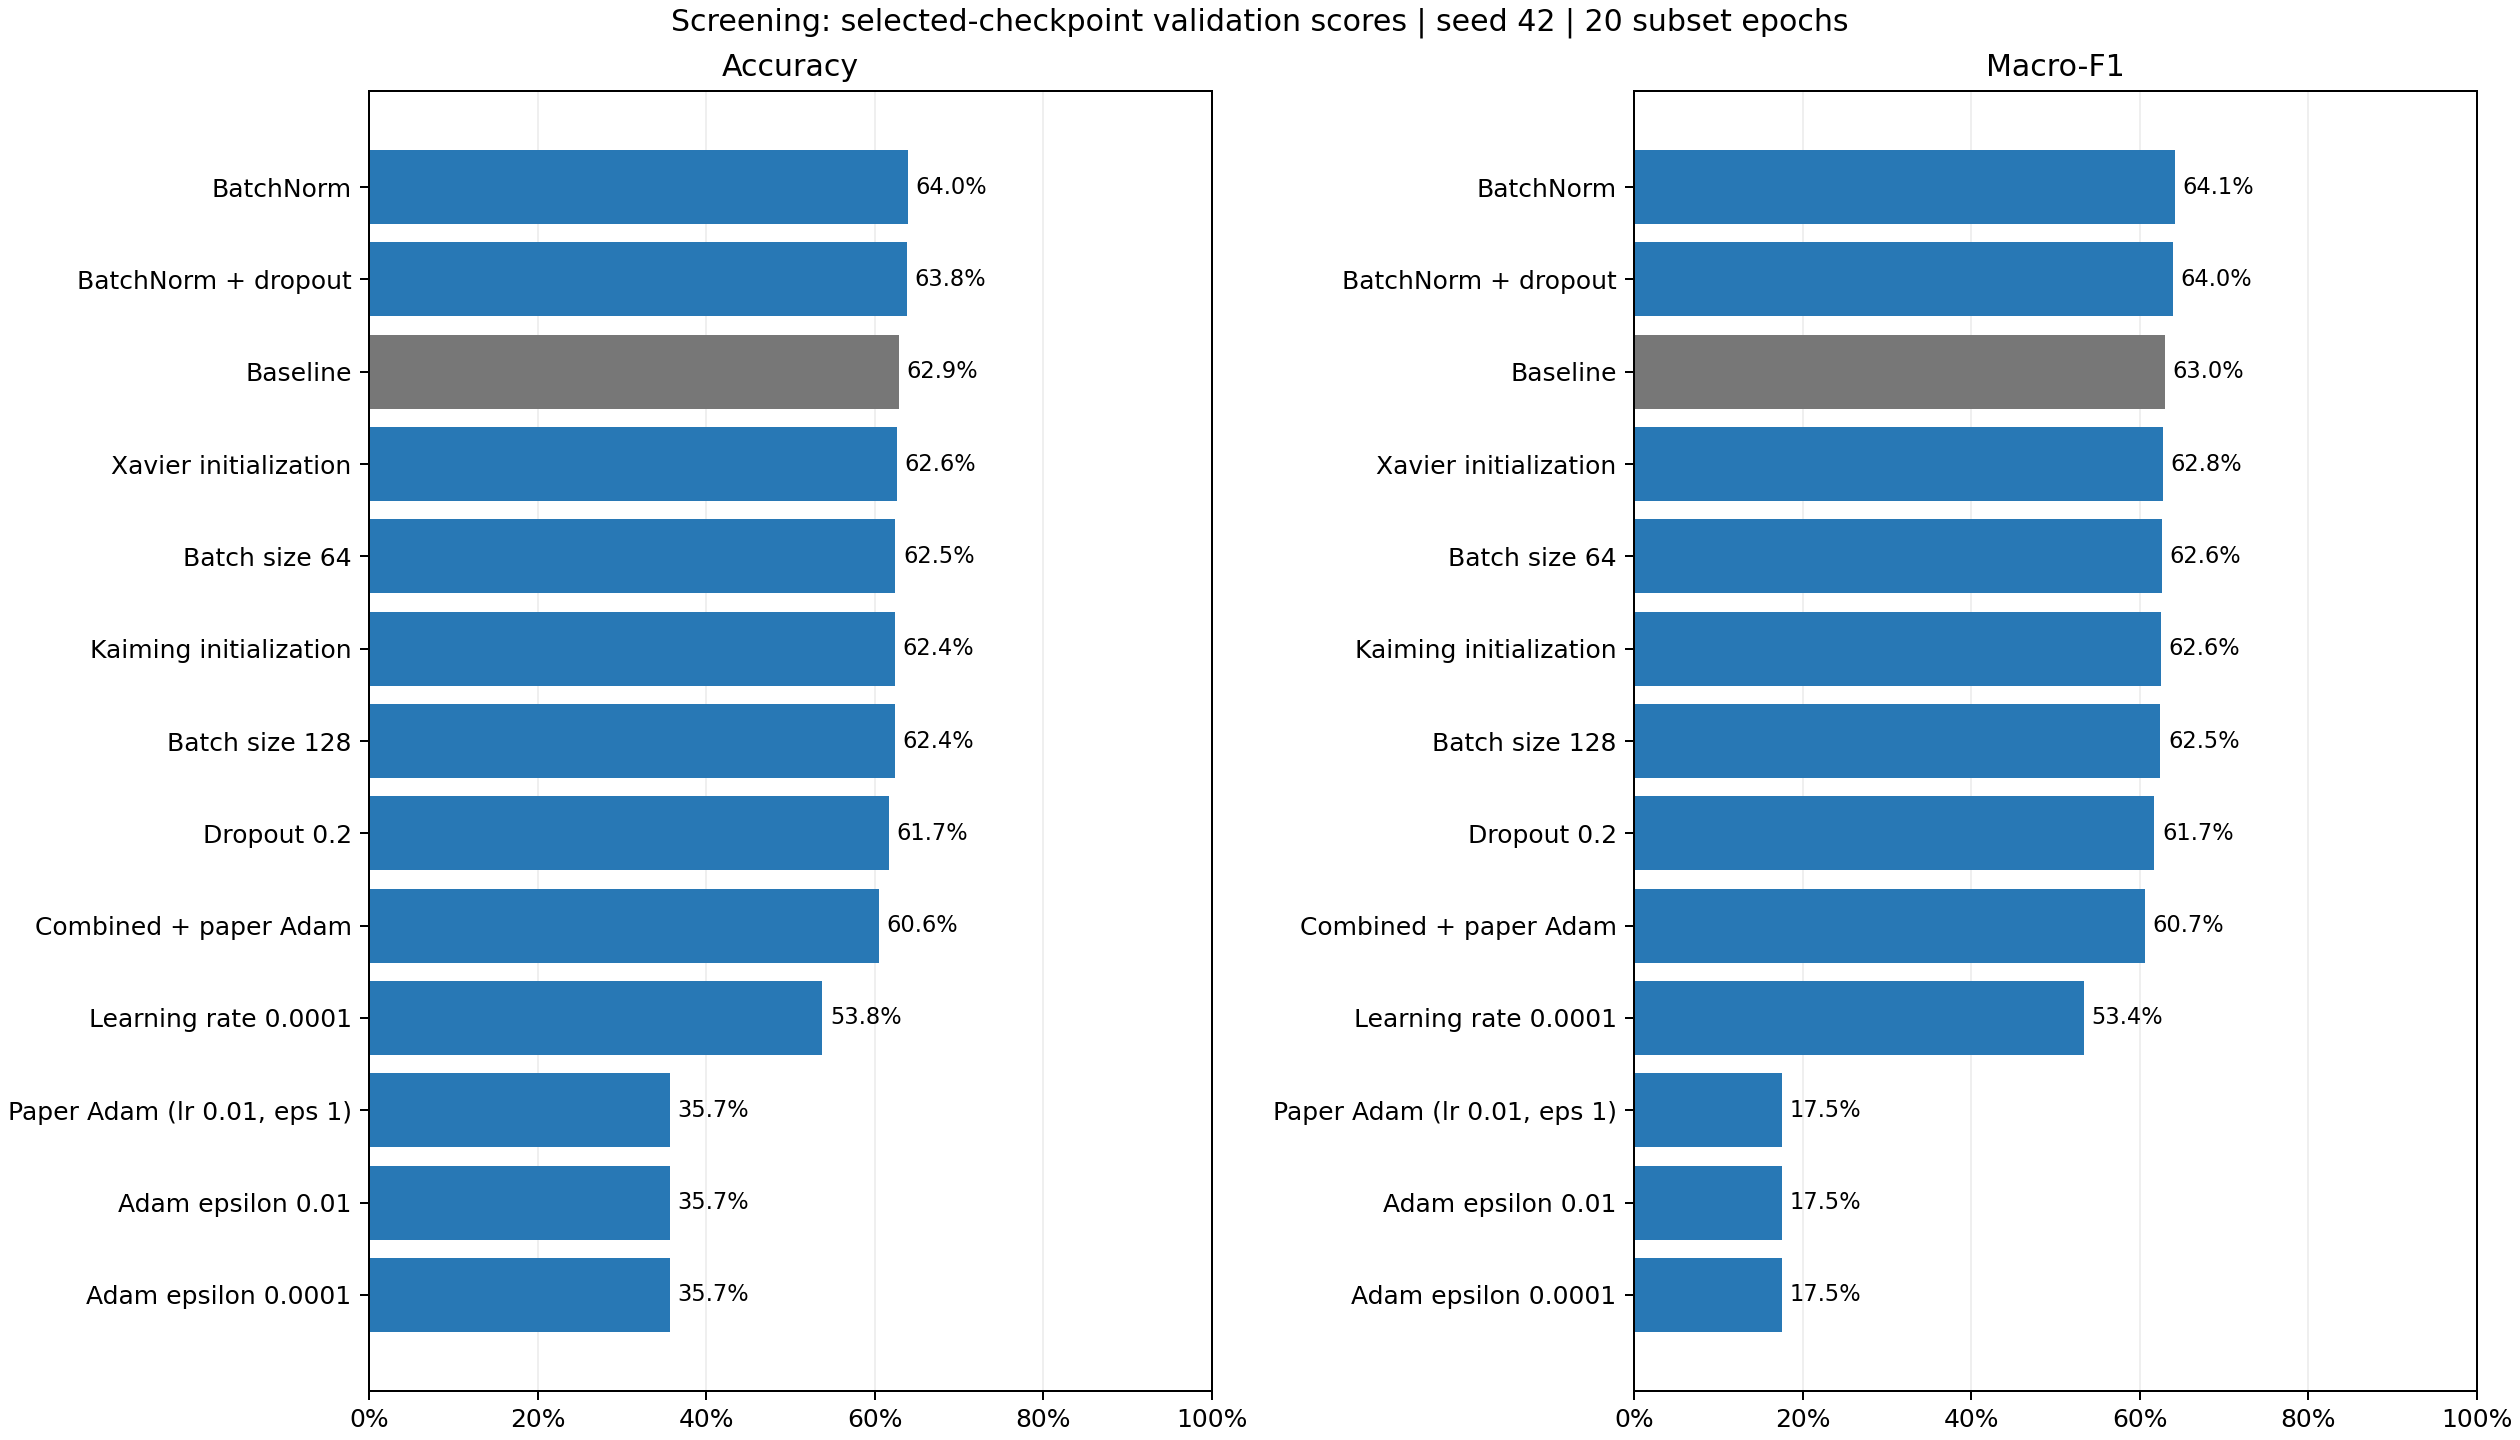 Screening: selected-checkpoint validation scores | seed 42 | 20 subset epochs
Accuracy
BatchNorm
64.0%
BatchNorm + dropout
63.8%
Baseline
62.9%
Xavier initialization
62.6%
Batch size 64
62.5%
Kaiming initialization
62.4%
Batch size 128
62.4%
Dropout 0.2
61.7%
Combined + paper Adam
60.6%
Learning rate 0.0001
53.8%
Paper Adam (lr 0.01, eps 1)
35.7%
Adam epsilon 0.01
35.7%
Adam epsilon 0.0001
35.7%
0% 20% 40% 60% 80% 100%
Macro-F1
BatchNorm
64.1%
BatchNorm + dropout
64.0%
Baseline
63.0%
Xavier initialization
62.8%
Batch size 64
62.6%
Kaiming initialization
62.6%
Batch size 128
62.5%
Dropout 0.2
61.7%
Combined + paper Adam
60.7%
Learning rate 0.0001
53.4%
Paper Adam (lr 0.01, eps 1)
17.5%
Adam epsilon 0.01
17.5%
Adam epsilon 0.0001
17.5%
0% 20% 40% 60% 80% 100%